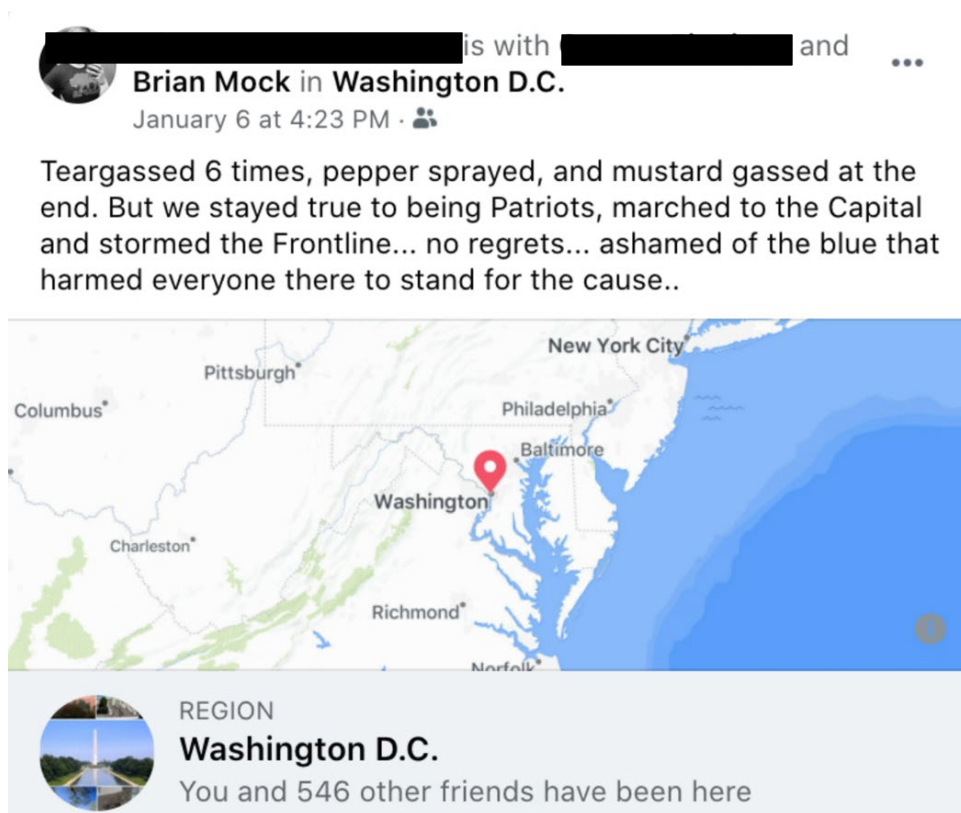 is with and
Brian Mock in Washington D.C.
January 6 at 4:23 PM ·
Teargassed 6 times, pepper sprayed, and mustard gassed at the
end. But we stayed true to being Patriots, marched to the Capital
and stormed the Frontline... no regrets... ashamed of the blue that
harmed everyone there to stand for the cause..
New York City
Pittsburgh
Columbus
Philadelphia
Baltimore
Washington
Charleston
Richmond
Norfolk
REGION
Washington D.C.
You and 546 other friends have been here